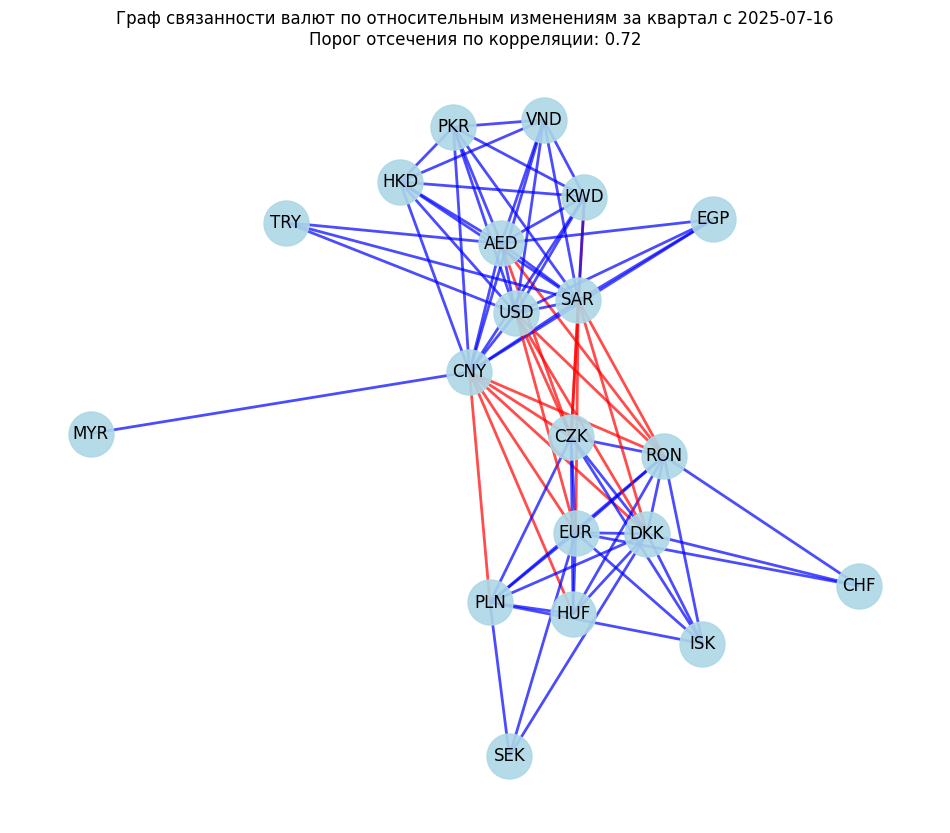 Граф связанности валют по относительным изменениям за квартал с 2025-07-16
Порог отсечения по корреляции: 0.72
VND
PKR
HKD
KWD
EGP
TRY
AED
SAR
USD
CNY
MYR
CZK
RON
EUR
DKK
CHF
PLN
HUF
ISK
SEK